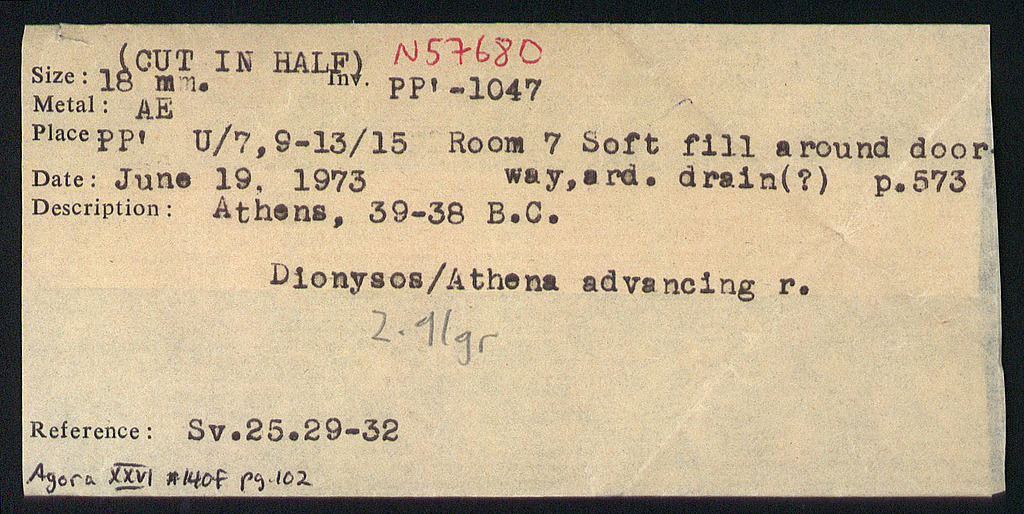 (CUT IN HALF) N57680
Size: 18 mm. Inv. PP'-1047
Metal: AE
Place PP' U/7,9-13/15 Room 7 Soft fill around door-
Date: June 19, 1973 way,ard. drain(?) p.573
Description: Athens, 39-38 B.C.
Dionysos/Athena advancing r.
2.91gr
Reference: Sv.25.29-32
Agora XXVI #140f pg.102